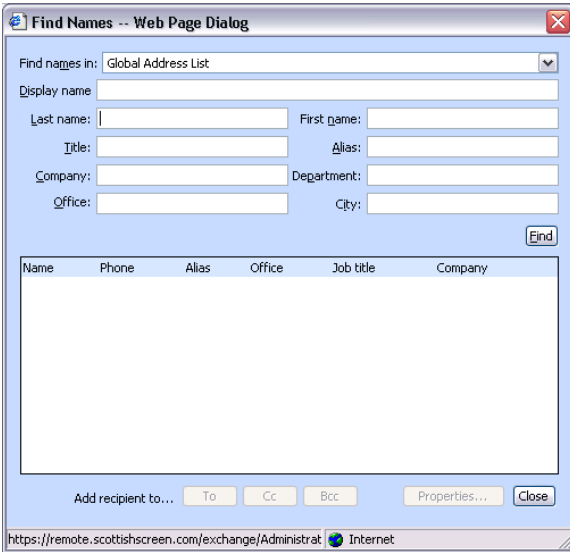 Find Names -- Web Page Dialog
Find names in: Global Address List
Display name
Last name: First name:
Title: Alias:
Company: Department:
Office: City:
Find
Name Phone Alias Office Job title Company
Add recipient to... To Cc Bcc Properties... Close
https://remote.scottishscreen.com/exchange/Administrat Internet